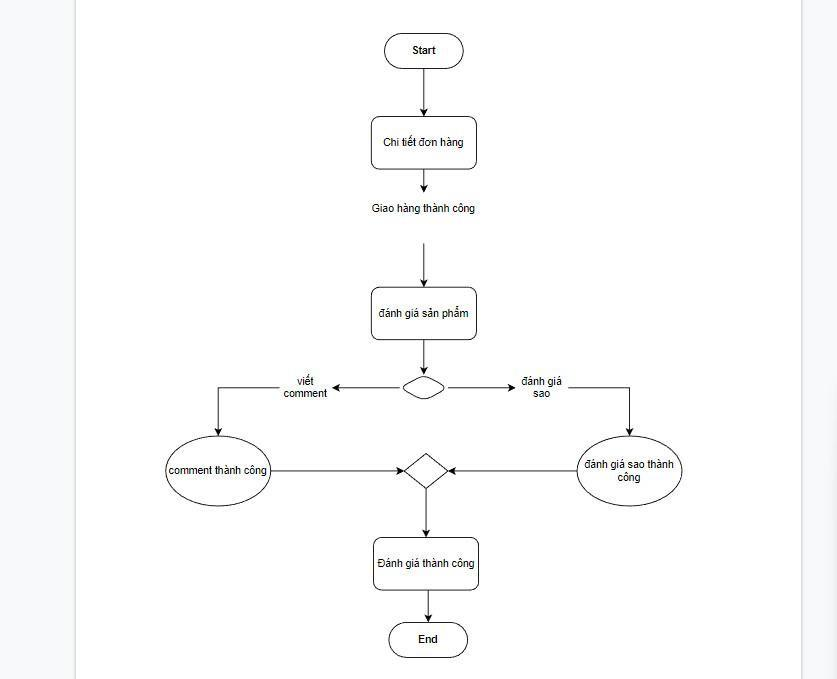 Start
Chi tiết đơn hàng
Giao hàng thành công
đánh giá sản phẩm
viết
comment
đánh giá
sao
comment thành công
đánh giá sao thành
công
Đánh giá thành công
End